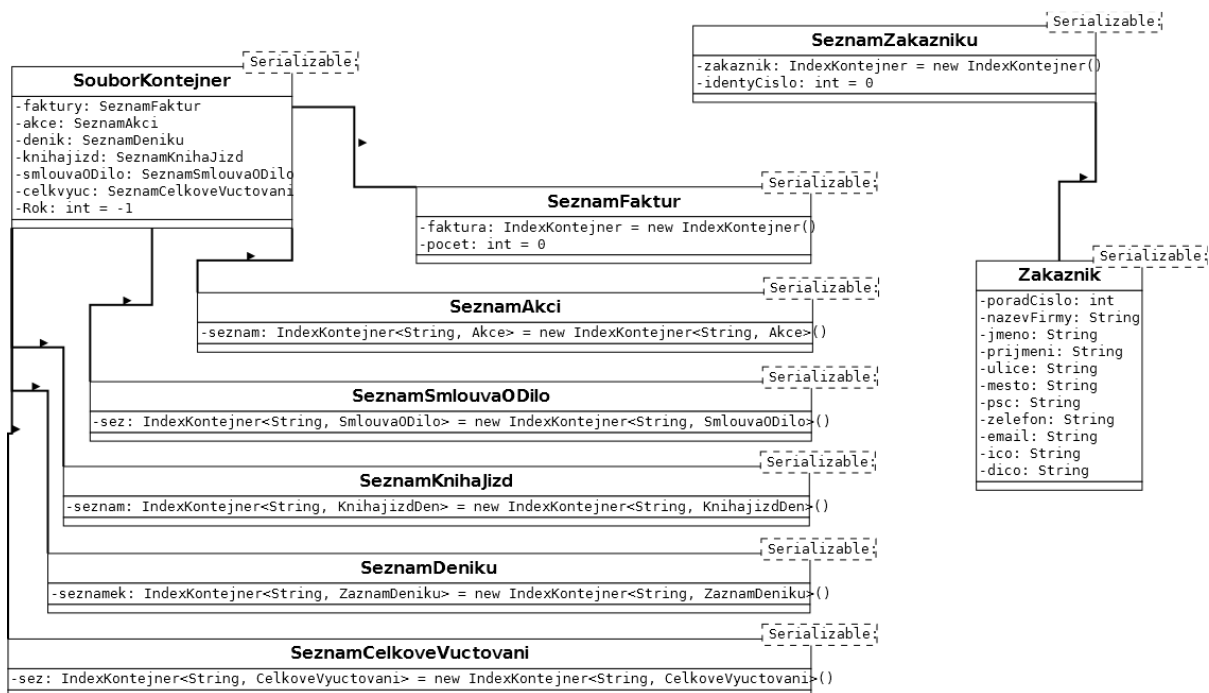 Serializable:
SouborKontejner
-faktury: SeznamFaktur
-akce: SeznamAkci
-denik: SeznamDeniku
-knihajizd: SeznamKnihaJizd
-smlouvaODilo: SeznamSmlouvaODilo
-celkvyuc: SeznamCelkoveVuctovani
-Rok: int = -1
Serializable:
SeznamZakazniku
-zakaznik: IndexKontejner = new IndexKontejner()
-identyCislo: int = 0
Serializable:
SeznamFaktur
-faktura: IndexKontejner = new IndexKontejner()
-pocet: int = 0
Serializable:
Zakaznik
-poradCislo: int
-nazevFirmy: String
-jmeno: String
-prijmeni: String
-ulice: String
-mesto: String
-psc: String
-zelefon: String
-email: String
-ico: String
-dico: String
Serializable:
SeznamAkci
-seznam: IndexKontejner<String, Akce> = new IndexKontejner<String, Akce>()
Serializable:
SeznamSmlouvaODilo
-sez: IndexKontejner<String, SmlouvaODilo> = new IndexKontejner<String, SmlouvaODilo>()
Serializable:
SeznamKnihaJizd
-seznam: IndexKontejner<String, KnihajizdDen> = new IndexKontejner<String, KnihajizdDen>()
Serializable:
SeznamDeniku
-seznamek: IndexKontejner<String, ZaznamDeniku> = new IndexKontejner<String, ZaznamDeniku>()
Serializable:
SeznamCelkoveVuctovani
-sez: IndexKontejner<String, CelkoveVyuctovani> = new IndexKontejner<String, CelkoveVyuctovani>()